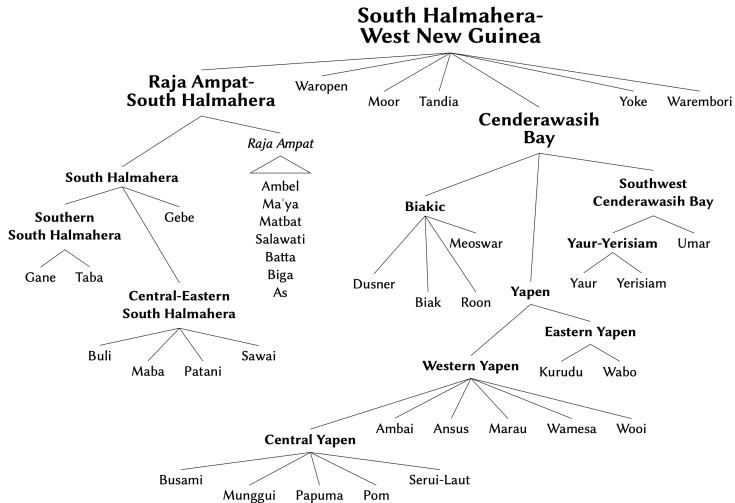 South Halmahera-
West New Guinea
Raja Ampat-
South Halmahera
Waropen
Moor
Tandia
Cenderawasih
Bay
Yoke
Warembori
Raja Ampat
South Halmahera
Southern
South Halmahera
Gebe
Gane
Taba
Central-Eastern
South Halmahera
Buli
Maba
Patani
Sawai
Ambel
Maˈya
Matbat
Salawati
Batta
Biga
As
Biakic
Dusner
Biak
Roon
Meoswar
Southwest
Cenderawasih Bay
Yaur-Yerisiam
Umar
Yaur
Yerisiam
Yapen
Eastern Yapen
Kurudu
Wabo
Western Yapen
Central Yapen
Ambai
Ansus
Marau
Wamesa
Wooi
Busami
Munggui
Papuma
Pom
Serui-Laut